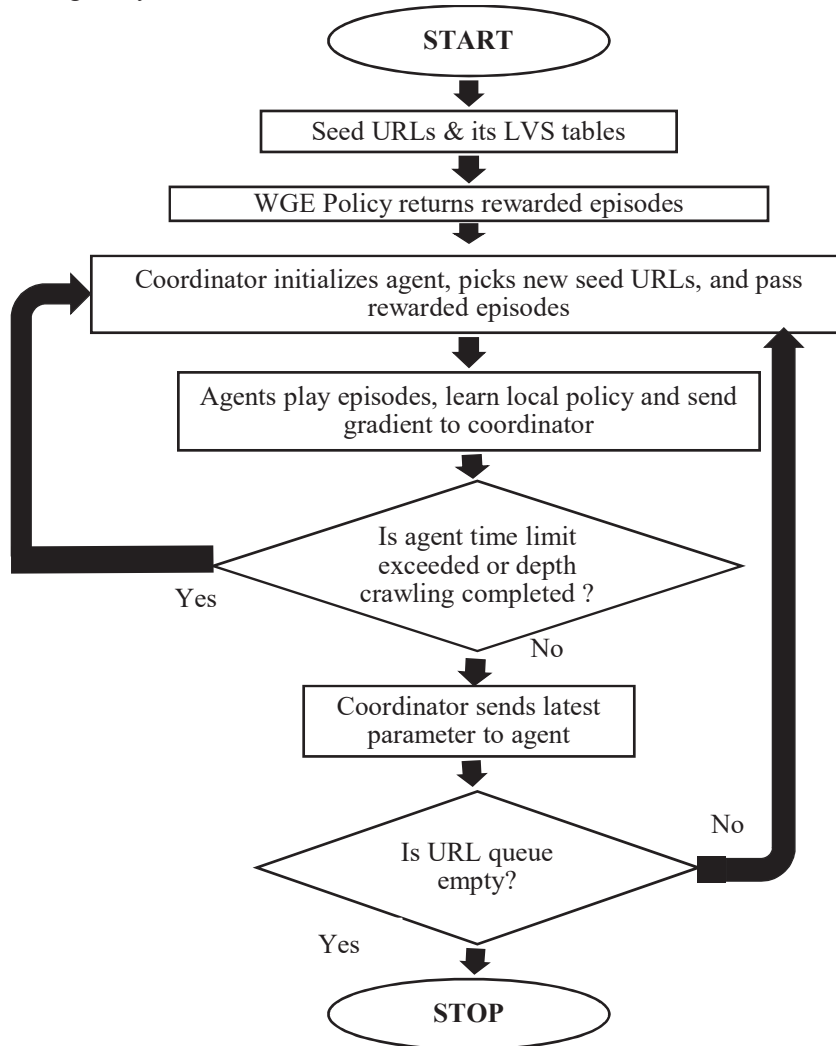 START
Seed URLs & its LVS tables
WGE Policy returns rewarded episodes
Coordinator initializes agent, picks new seed URLs, and pass
rewarded episodes
Agents play episodes, learn local policy and send
gradient to coordinator
Is agent time limit
exceeded or depth
crawling completed ?
Yes
No
Coordinator sends latest
parameter to agent
No
Is URL queue
empty?
Yes
STOP